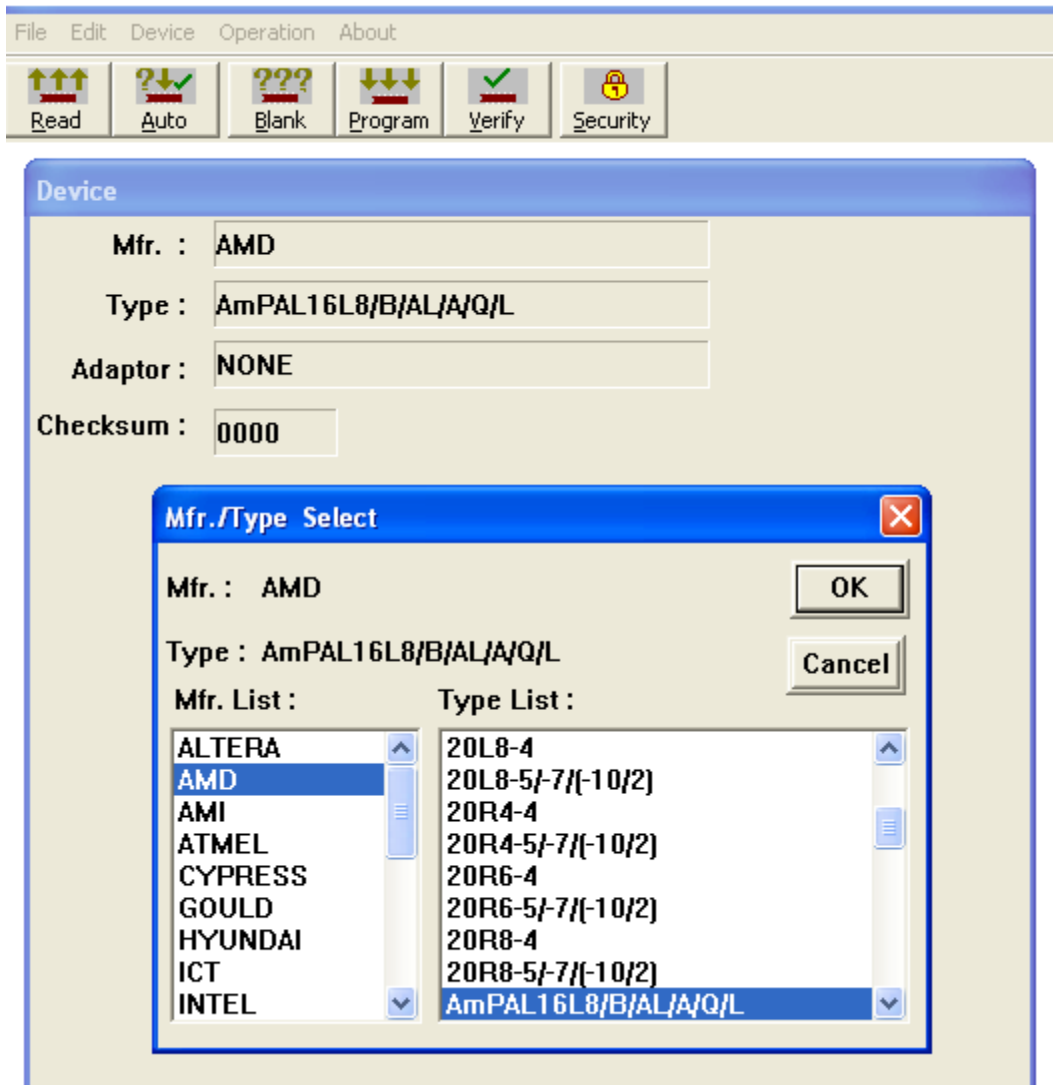 File Edit Device Operation About
Read Auto Blank Program Verify Security
Device
Mfr. : AMD
Type : AmPAL16L8/B/AL/A/Q/L
Adaptor : NONE
Checksum : 0000
Mfr./Type Select
Mfr. : AMD
OK
Type : AmPAL16L8/B/AL/A/Q/L
Cancel
Mfr. List :
ALTERA
AMD
AMI
ATMEL
CYPRESS
GOULD
HYUNDAI
ICT
INTEL
Type List :
20L8-4
20L8-5/-7/(-10/2)
20R4-4
20R4-5/-7/(-10/2)
20R6-4
20R6-5/-7/(-10/2)
20R8-4
20R8-5/-7/(-10/2)
AmPAL16L8/B/AL/A/Q/L